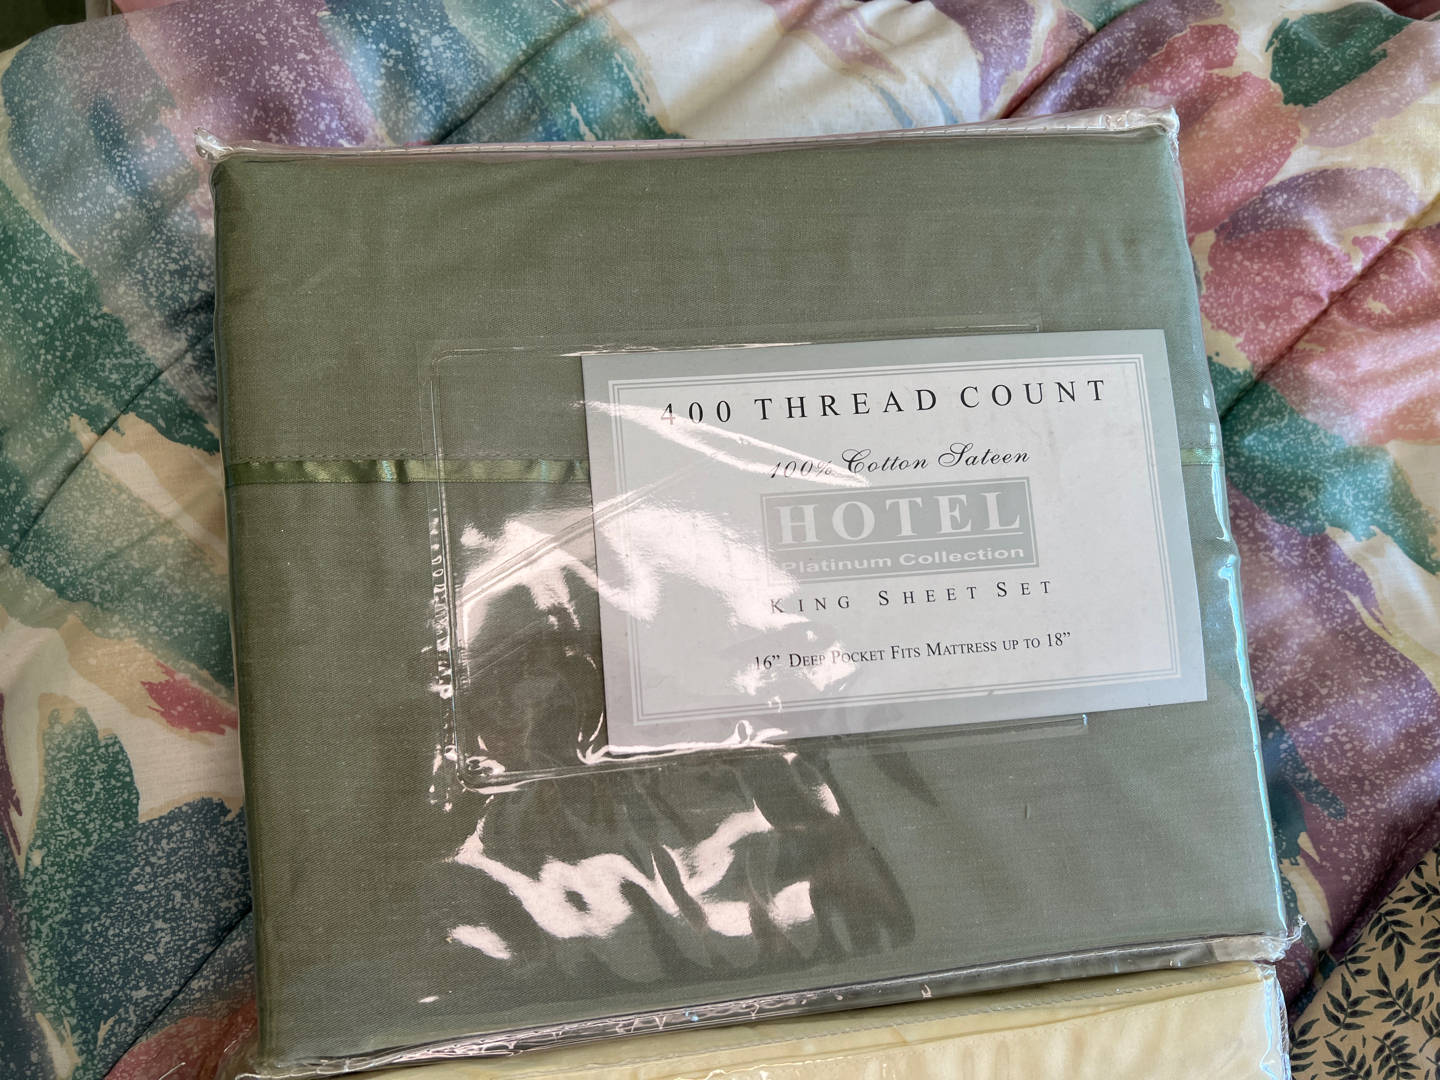 400 THREAD COUNT
100% Cotton Sateen
HOTEL
Platinum Collection
KING SHEET SET
16” DEEP POCKET FITS MATTRESS UP TO 18”